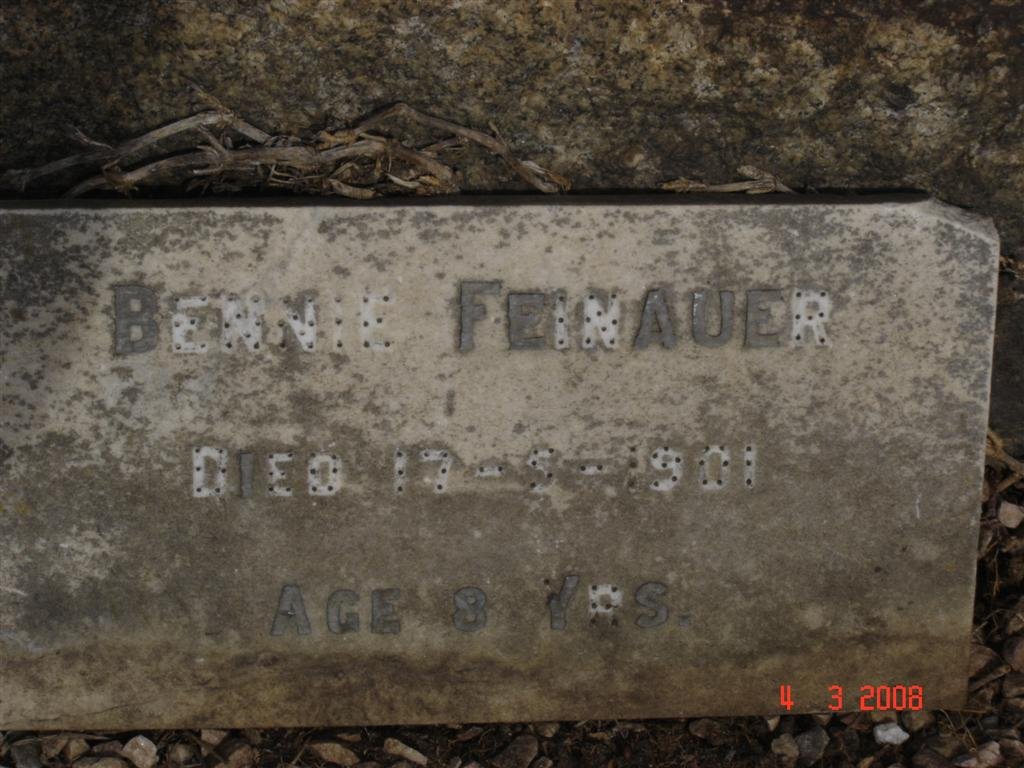 BENNIE FEINAUER
DIED 17-5-1901
AGE 8 YRS.
4 3 2008